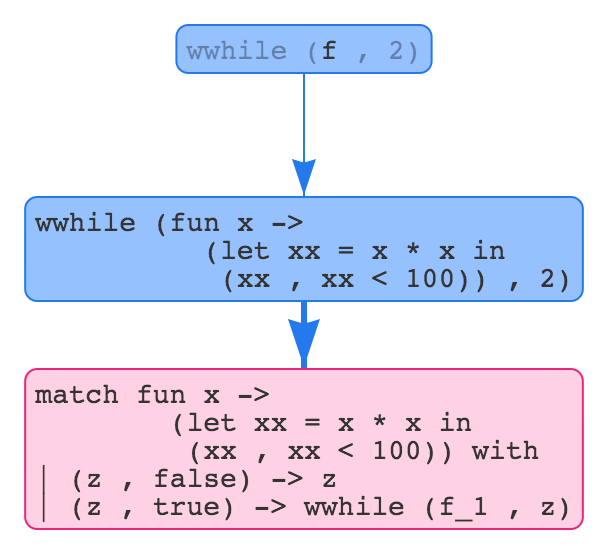 wwhile (f , 2)
wwhile (fun x ->
(let xx = x * x in
(xx , xx < 100)) , 2)
match fun x ->
(let xx = x * x in
(xx , xx < 100)) with
| (z , false) -> z
| (z , true) -> wwhile (f_1 , z)